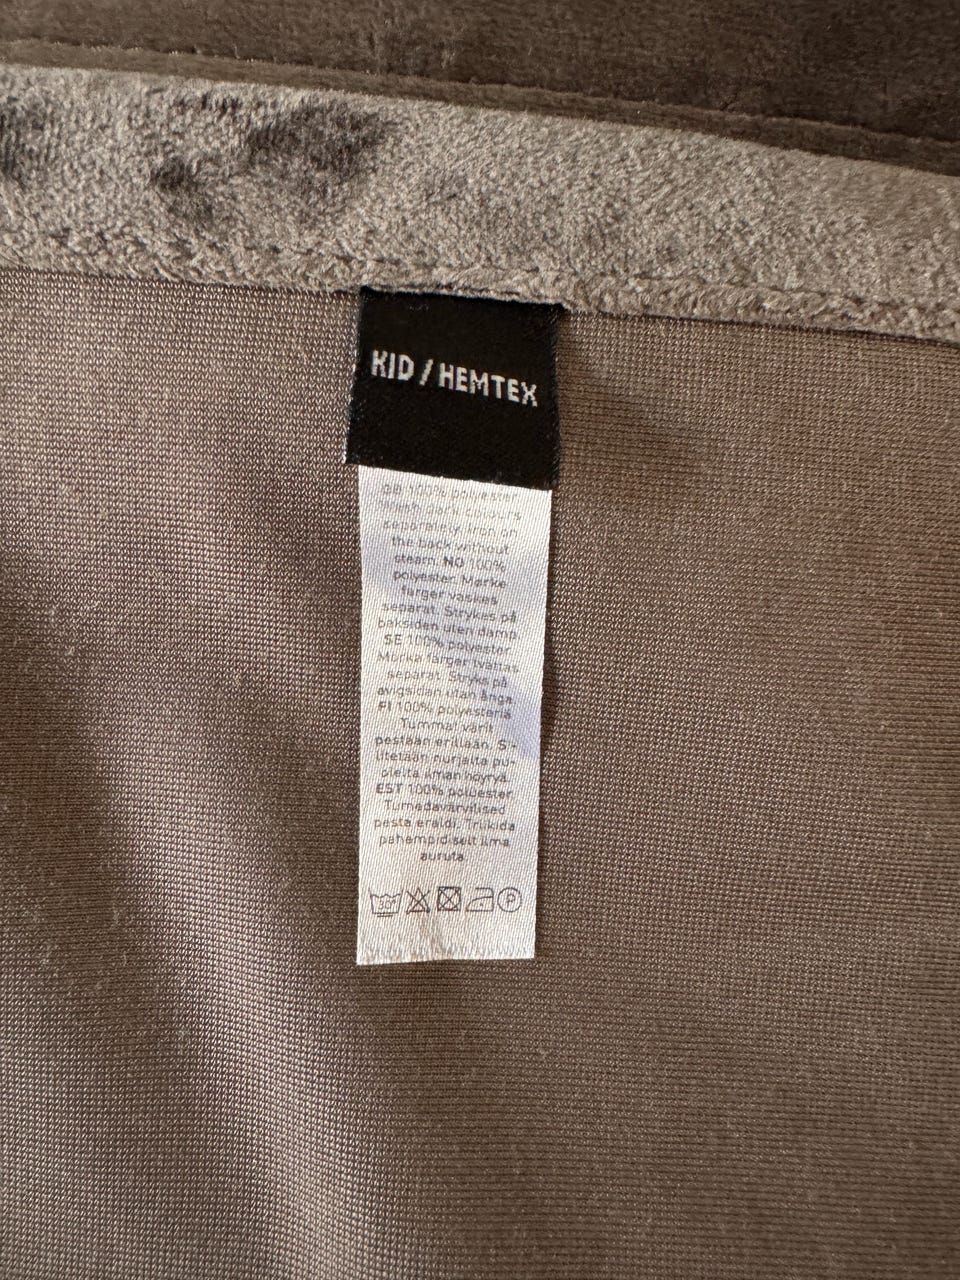 KID / HEMTEX
GB 100% polyester
wash dark colours
separately. Iron on
the back without
steam. NO 100%
polyester. Mørke
farger vaskes
separat. Strykes på
baksiden uten damp.
SE 100% polyester.
Mörka färger tvättas
separat. Stryks på
avigsidan utan ånga
FI 100% polyesteria
Tummat värit
pestään erillään. S-
ilitetään nurjalta pu-
olelta ilman höyryä.
EST 100% polüester
Tumedavärvilised
pesta eraldi. Triikida
pahempidiselt ilma
auruta.
P